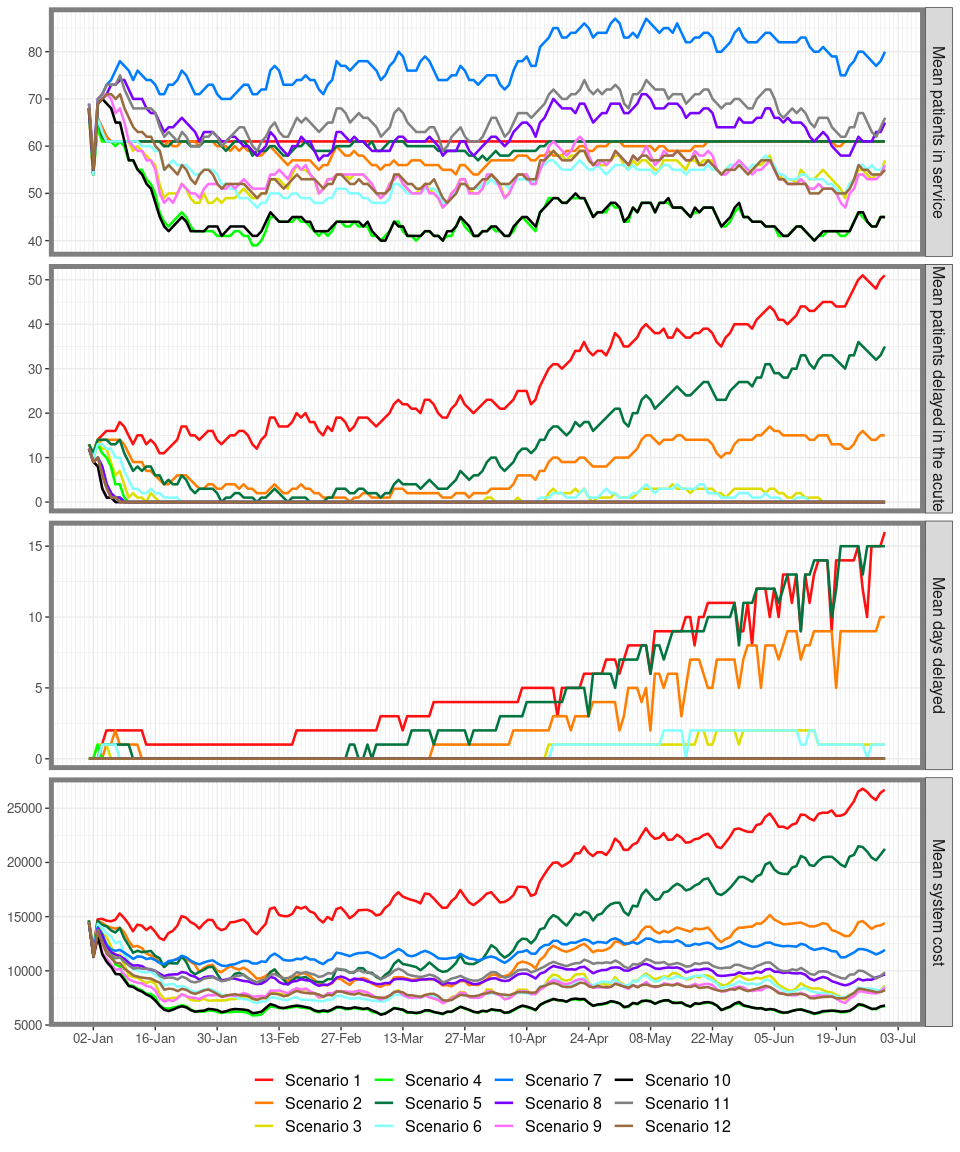 80
70
60
50
40
Mean patients in service
50
40
30
20
10
0
Mean patients delayed in the acute
15
10
5
0
Mean days delayed
25000
20000
15000
10000
5000
Mean system cost
02-Jan 16-Jan 30-Jan 13-Feb 27-Feb 13-Mar 27-Mar 10-Apr 24-Apr 08-May 22-May 05-Jun 19-Jun 03-Jul
Scenario 1 Scenario 4 Scenario 7 Scenario 10
Scenario 2 Scenario 5 Scenario 8 Scenario 11
Scenario 3 Scenario 6 Scenario 9 Scenario 12